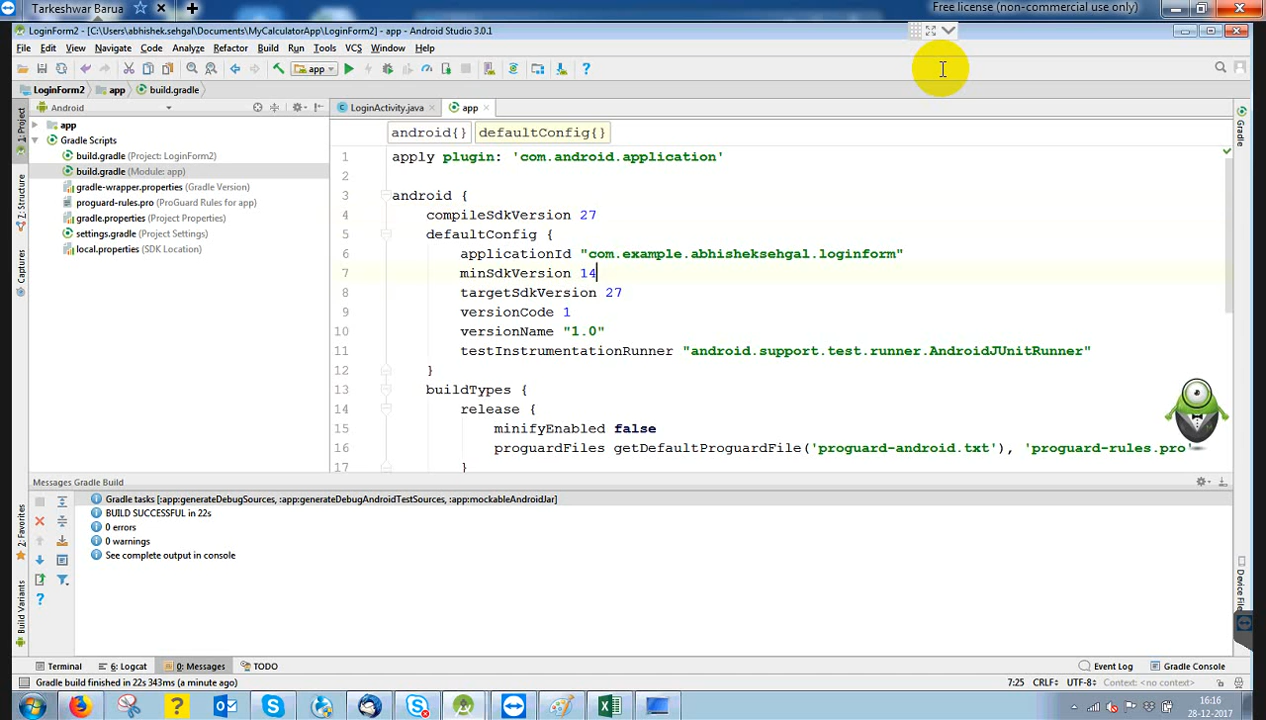 Tarkeshwar Barua
Free license (non-commercial use only)
LoginForm2 - [C:\Users\abhishek.sehgal\Documents\MyCalculatorApp\LoginForm2] - app - Android Studio 3.0.1
File Edit View Navigate Code Analyze Refactor Build Run Tools VCS Window Help
app
LoginForm2 app build.gradle
Android
LoginActivity.java app
app
Gradle Scripts
build.gradle (Project: LoginForm2)
build.gradle (Module: app)
gradle-wrapper.properties (Gradle Version)
proguard-rules.pro (ProGuard Rules for app)
gradle.properties (Project Properties)
settings.gradle (Project Settings)
local.properties (SDK Location)
1: Project
Z: Structure
Captures
2: Favorites
Build Variants
android{} defaultConfig{}
1 apply plugin: 'com.android.application'
2
3 android {
4 compileSdkVersion 27
5 defaultConfig {
6 applicationId "com.example.abhisheksehgal.loginform"
7 minSdkVersion 14
8 targetSdkVersion 27
9 versionCode 1
10 versionName "1.0"
11 testInstrumentationRunner "android.support.test.runner.AndroidJUnitRunner"
12 }
13 buildTypes {
14 release {
15 minifyEnabled false
16 proguardFiles getDefaultProguardFile('proguard-android.txt'), 'proguard-rules.pro'
17 }
Gradle
Messages Gradle Build
Gradle tasks [:app:generateDebugSources, :app:generateDebugAndroidTestSources, :app:mockableAndroidJar]
BUILD SUCCESSFUL in 22s
0 errors
0 warnings
See complete output in console
Terminal 6: Logcat 0: Messages TODO
Event Log Gradle Console
Gradle build finished in 22s 343ms (a minute ago)
7:25 CRLF UTF-8 Context: <no context>
16:16
28-12-2017